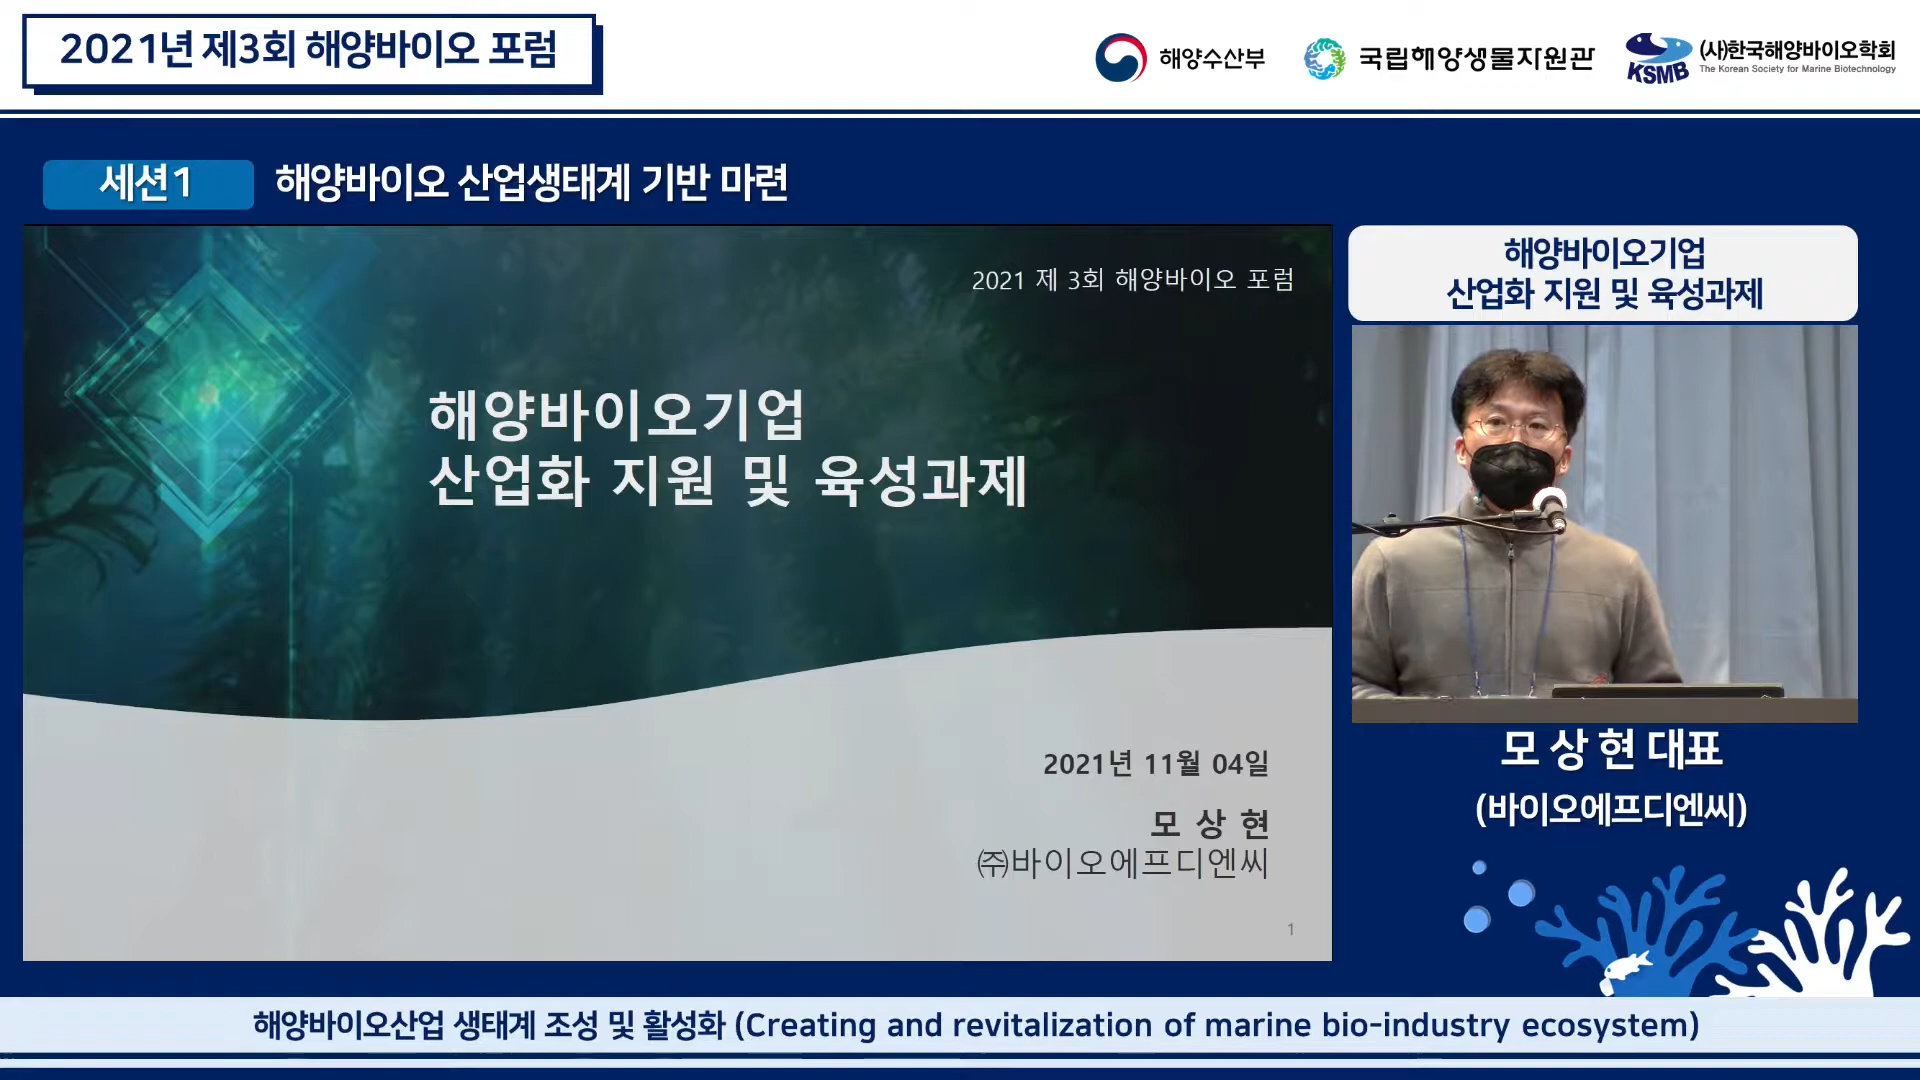 2021년 제3회 해양바이오 포럼
해양수산부
국립해양생물자원관
KSMB
(사)한국해양바이오학회
The Korean Society for Marine Biotechnology
세션1
해양바이오 산업생태계 기반 마련
2021 제 3회 해양바이오 포럼
해양바이오기업
산업화 지원 및 육성과제
2021년 11월 04일
모 상 현
㈜바이오에프디엔씨
1
해양바이오기업
산업화 지원 및 육성과제
모 상 현 대표
(바이오에프디엔씨)
해양바이오산업 생태계 조성 및 활성화 (Creating and revitalization of marine bio-industry ecosystem)